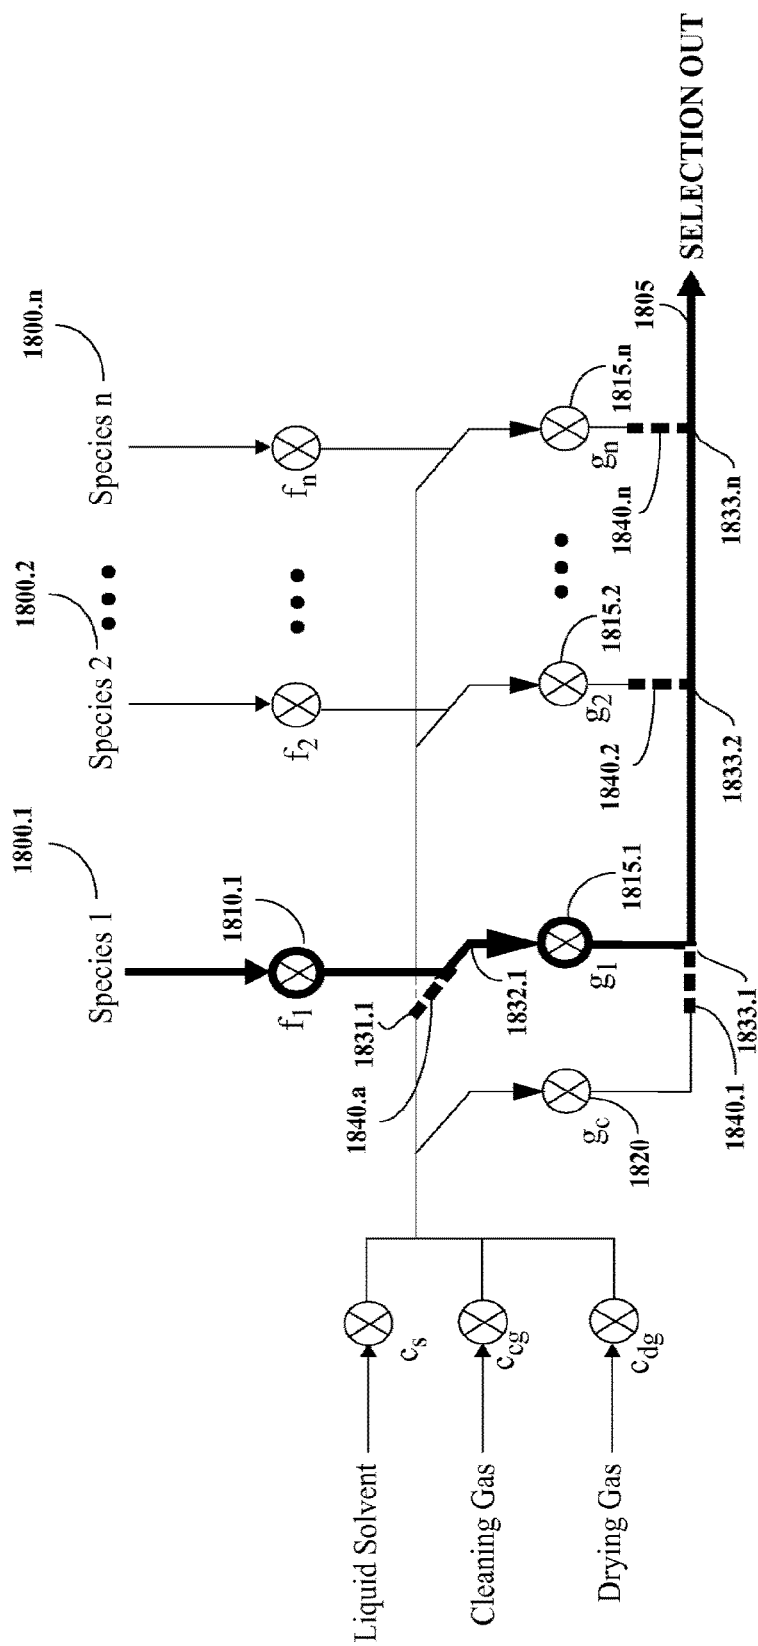 1800.1
1800.2
1800.n
Species 1
Species 2
Species n
1810.1
f1
f2
fn
1831.1
1840.a
1832.1
1815.1
1815.2
1815.n
gc
g1
g2
gn
1820
1840.1
1833.1
1840.2
1833.2
1840.n
1833.n
1805
SELECTION OUT
Liquid Solvent
cs
Cleaning Gas
ccg
Drying Gas
cdg